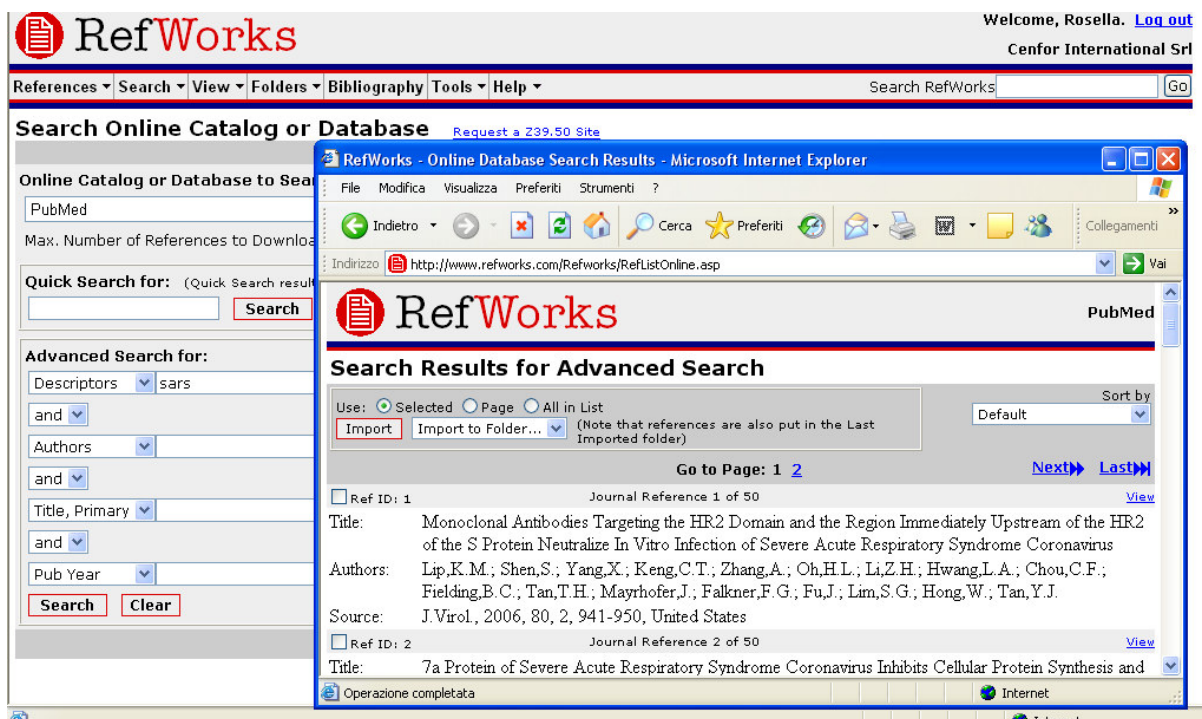 RefWorks
Welcome, Rosella. Log out
Cenfor International Srl
References Search View Folders Bibliography Tools Help
Search RefWorks Go
Search Online Catalog or Database Request a Z39.50 Site
Online Catalog or Database to Sea
PubMed
Max. Number of References to Downloa
Quick Search for: (Quick Search result
Search
Advanced Search for:
Descriptors sars
and
Authors
and
Title, Primary
and
Pub Year
Search Clear
RefWorks - Online Database Search Results - Microsoft Internet Explorer
File Modifica Visualizza Preferiti Strumenti ?
Indietro Cerca Preferiti Collegamenti
Indirizzo http://www.refworks.com/Refworks/RefListOnline.asp Vai
RefWorks PubMed
Search Results for Advanced Search
Use: Selected Page All in List
Import Import to Folder... (Note that references are also put in the Last
Imported folder)
Sort by
Default
Go to Page: 1 2 Next Last
Ref ID: 1 Journal Reference 1 of 50 View
Title: Monoclonal Antibodies Targeting the HR2 Domain and the Region Immediately Upstream of the HR2
of the S Protein Neutralize In Vitro Infection of Severe Acute Respiratory Syndrome Coronavirus
Authors: Lip,K.M.; Shen,S.; Yang,X.; Keng,C.T.; Zhang,A.; Oh,H.L.; Li,Z.H.; Hwang,L.A.; Chou,C.F.;
Fielding,B.C.; Tan,T.H.; Mayrhofer,J.; Falkner,F.G.; Fu,J.; Lim,S.G.; Hong,W.; Tan,Y.J.
Source: J.Virol., 2006, 80, 2, 941-950, United States
Ref ID: 2 Journal Reference 2 of 50 View
Title: 7a Protein of Severe Acute Respiratory Syndrome Coronavirus Inhibits Cellular Protein Synthesis and
Operazione completata Internet